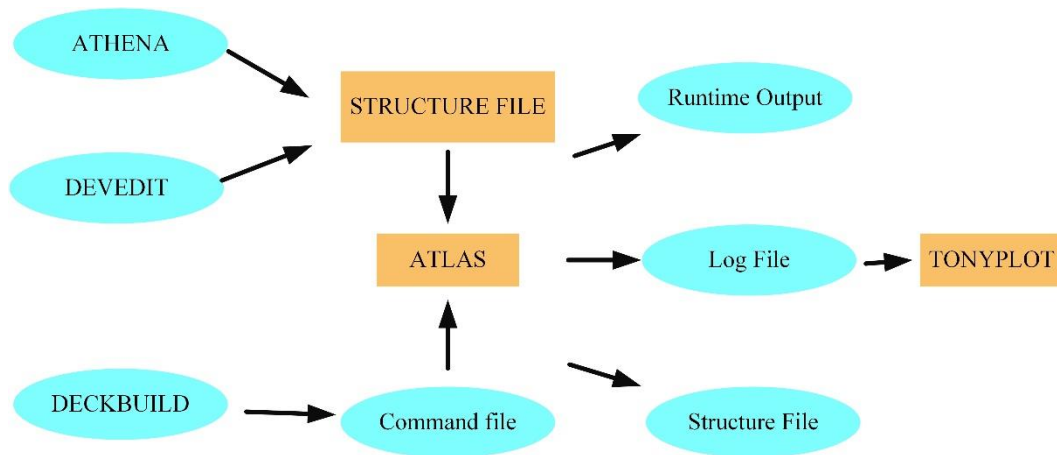 ATHENA
STRUCTURE FILE
Runtime Output
DEVEDIT
ATLAS
Log File
TONYPLOT
DECKBUILD
Command file
Structure File